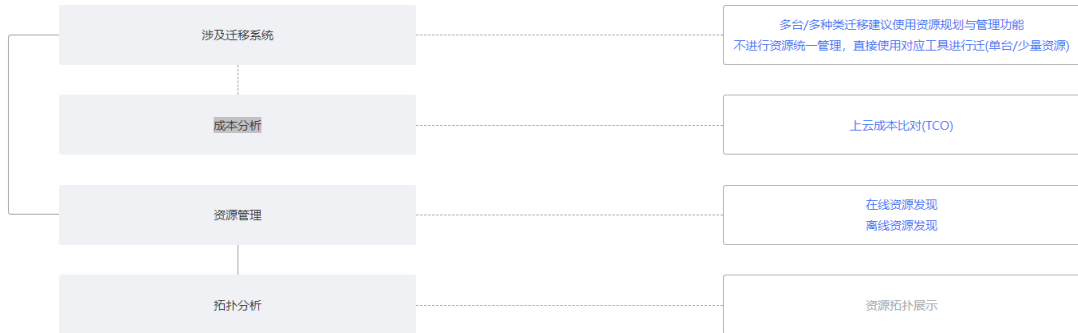 涉及迁移系统
多台/多种类迁移建议使用资源规划与管理功能
不进行资源统一管理，直接使用对应工具进行迁(单台/少量资源)
成本分析
上云成本比对(TCO)
资源管理
在线资源发现
离线资源发现
拓扑分析
资源拓扑展示